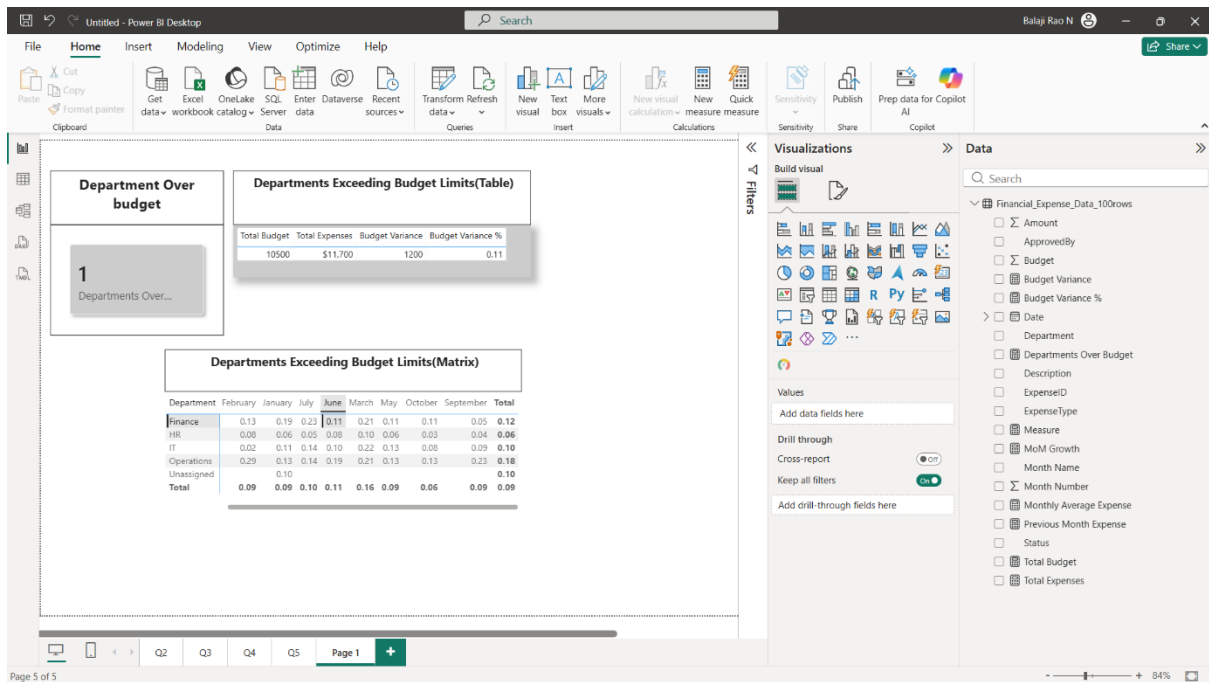 Untitled - Power BI Desktop
Search
Balaji Rao N
File Home Insert Modeling View Optimize Help
Share
Paste
Cut
Copy
Format painter
Clipboard
Get data
Excel workbook
OneLake catalog
SQL Server
Enter data
Dataverse
Recent sources
Data
Transform data
Refresh
Queries
New visual
Text box
More visuals
Insert
New visual calculation
New measure
Quick measure
Calculations
Sensitivity
Sensitivity
Publish
Share
Prep data for AI
Copilot
Copilot
Department Over
budget
1
Departments Over...
Departments Exceeding Budget Limits(Table)
Total Budget Total Expenses Budget Variance Budget Variance %
10500 $11,700 1200 0.11
Departments Exceeding Budget Limits(Matrix)
Department February January July June March May October September Total
Finance 0.13 0.19 0.23 0.11 0.21 0.11 0.11 0.05 0.12
HR 0.08 0.06 0.05 0.08 0.10 0.06 0.03 0.04 0.06
IT 0.02 0.11 0.14 0.10 0.22 0.13 0.08 0.09 0.10
Operations 0.29 0.13 0.14 0.19 0.21 0.13 0.13 0.23 0.18
Unassigned 0.10 0.10
Total 0.09 0.09 0.10 0.11 0.16 0.09 0.06 0.09 0.09
Filters
Visualizations
Build visual
R Py
Values
Add data fields here
Drill through
Cross-report
Off
Keep all filters
On
Add drill-through fields here
Data
Search
Financial_Expense_Data_100rows
Amount
ApprovedBy
Budget
Budget Variance
Budget Variance %
Date
Department
Departments Over Budget
Description
ExpenseID
ExpenseType
Measure
MoM Growth
Month Name
Month Number
Monthly Average Expense
Previous Month Expense
Status
Total Budget
Total Expenses
DAX
TMDL
Q2 Q3 Q4 Q5 Page 1 +
Page 5 of 5
- + 84%